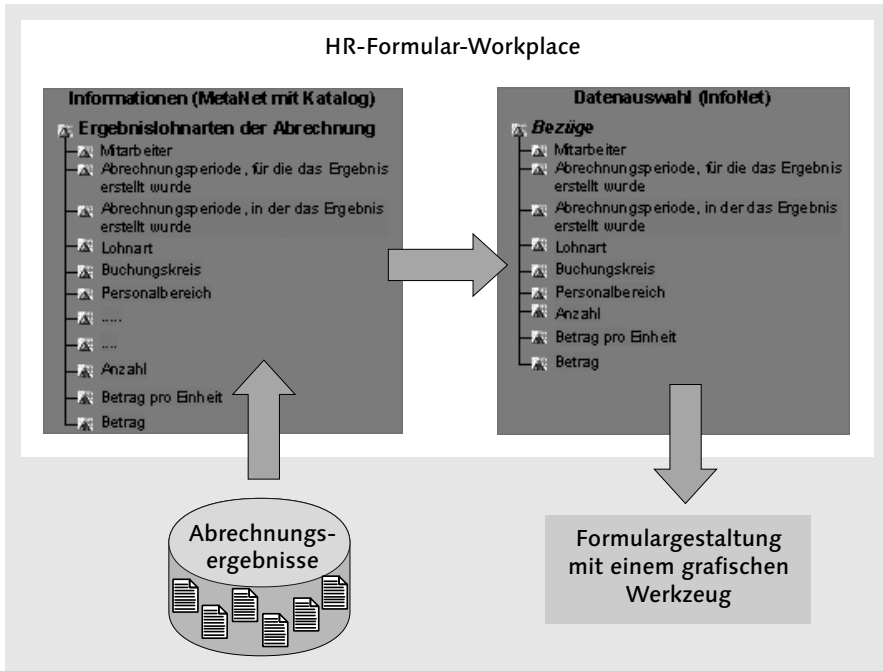 HR-Formular-Workplace
Informationen (MetaNet mit Katalog)
Ergebnislohnarten der Abrechnung
Mitarbeiter
Abrechnungsperiode, für die das Ergebnis
erstellt wurde
Abrechnungsperiode, in der das Ergebnis
erstellt wurde
Lohnart
Buchungskreis
Personalbereich
.....
....
Anzahl
Betrag pro Einheit
Betrag
Datenauswahl (InfoNet)
Bezüge
Mitarbeiter
Abrechnungsperiode, für die das Ergebnis
erstellt wurde
Abrechnungsperiode, in der das Ergebnis
erstellt wurde
Lohnart
Buchungskreis
Personalbereich
Anzahl
Betrag pro Einheit
Betrag
Abrechnungs-
ergebnisse
Formulargestaltung
mit einem grafischen
Werkzeug